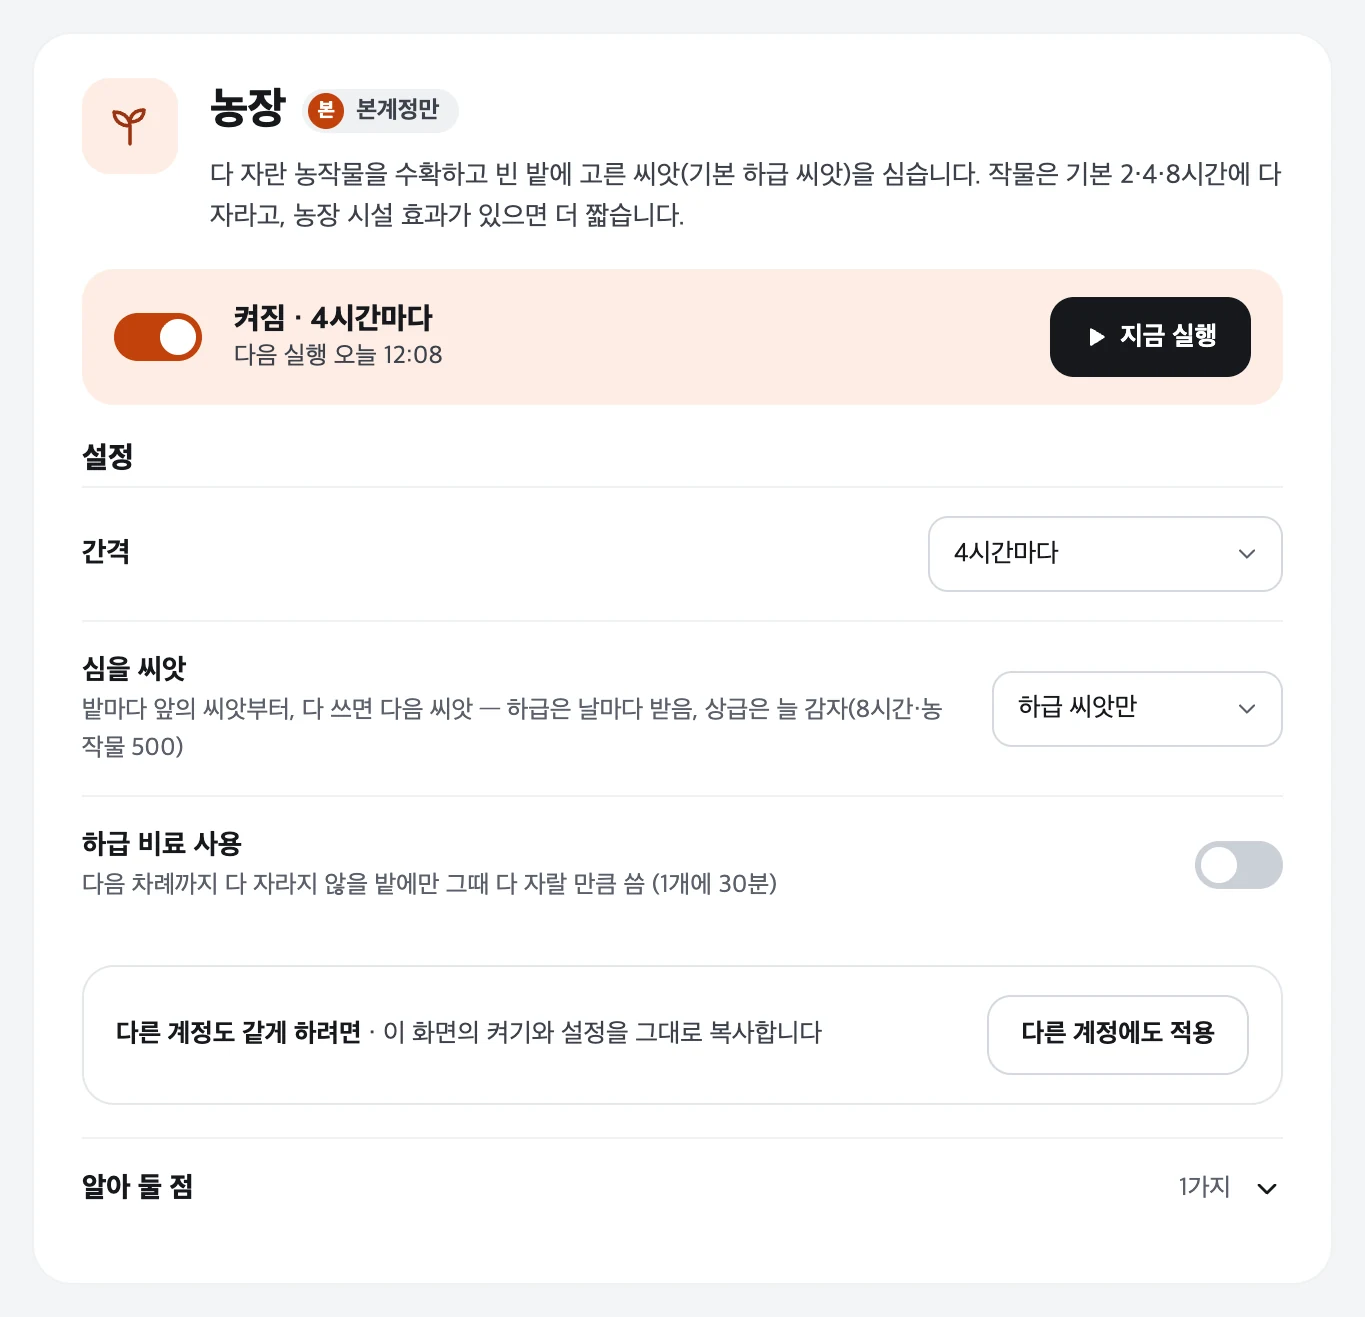 농장 본 본계정만
다 자란 농작물을 수확하고 빈 밭에 고른 씨앗(기본 하급 씨앗)을 심습니다. 작물은 기본 2·4·8시간에 다
자라고, 농장 시설 효과가 있으면 더 짧습니다.
켜짐 · 4시간마다
다음 실행 오늘 12:08
지금 실행
설정
간격
4시간마다
심을 씨앗
밭마다 앞의 씨앗부터, 다 쓰면 다음 씨앗 — 하급은 날마다 받음, 상급은 늘 감자(8시간·농
작물 500)
하급 씨앗만
하급 비료 사용
다음 차례까지 다 자라지 않을 밭에만 그때 다 자랄 만큼 씀 (1개에 30분)
다른 계정도 같게 하려면 · 이 화면의 켜기와 설정을 그대로 복사합니다
다른 계정에도 적용
알아 둘 점
1가지